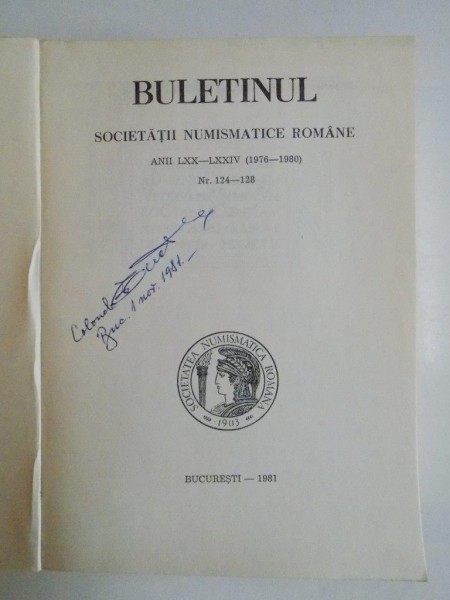 BULETINUL
SOCIETĂȚII NUMISMATICE ROMÂNE
ANII LXX—LXXIV (1976—1980)
Nr. 124—128
Colonel
Buc. 1 nov. 1981.—
SOCIETATEA NUMISMATICA ROMANA
1903
BUCUREȘTI — 1981